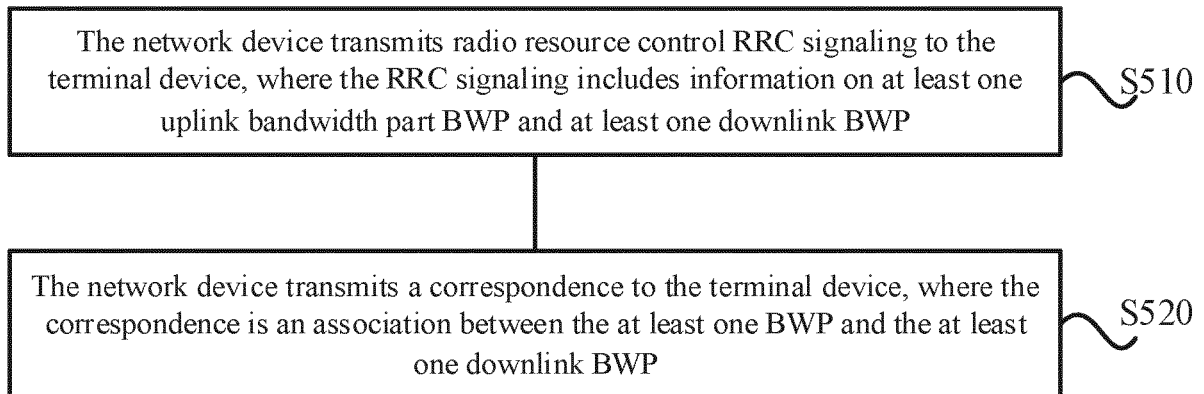 The network device transmits radio resource control RRC signaling to the
terminal device, where the RRC signaling includes information on at least one
uplink bandwidth part BWP and at least one downlink BWP
S510
The network device transmits a correspondence to the terminal device, where the
correspondence is an association between the at least one BWP and the at least
one downlink BWP
S520